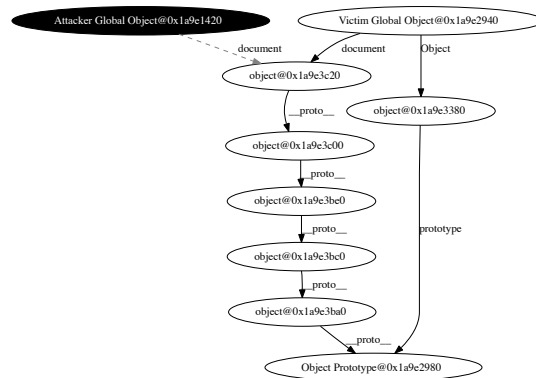 Attacker Global Object@0x1a9e1420
Victim Global Object@0x1a9e2940
document
document
Object
object@0x1a9e3c20
object@0x1a9e3380
__proto__
object@0x1a9e3c00
__proto__
object@0x1a9e3be0
__proto__
prototype
object@0x1a9e3bc0
__proto__
object@0x1a9e3ba0
__proto__
Object Prototype@0x1a9e2980